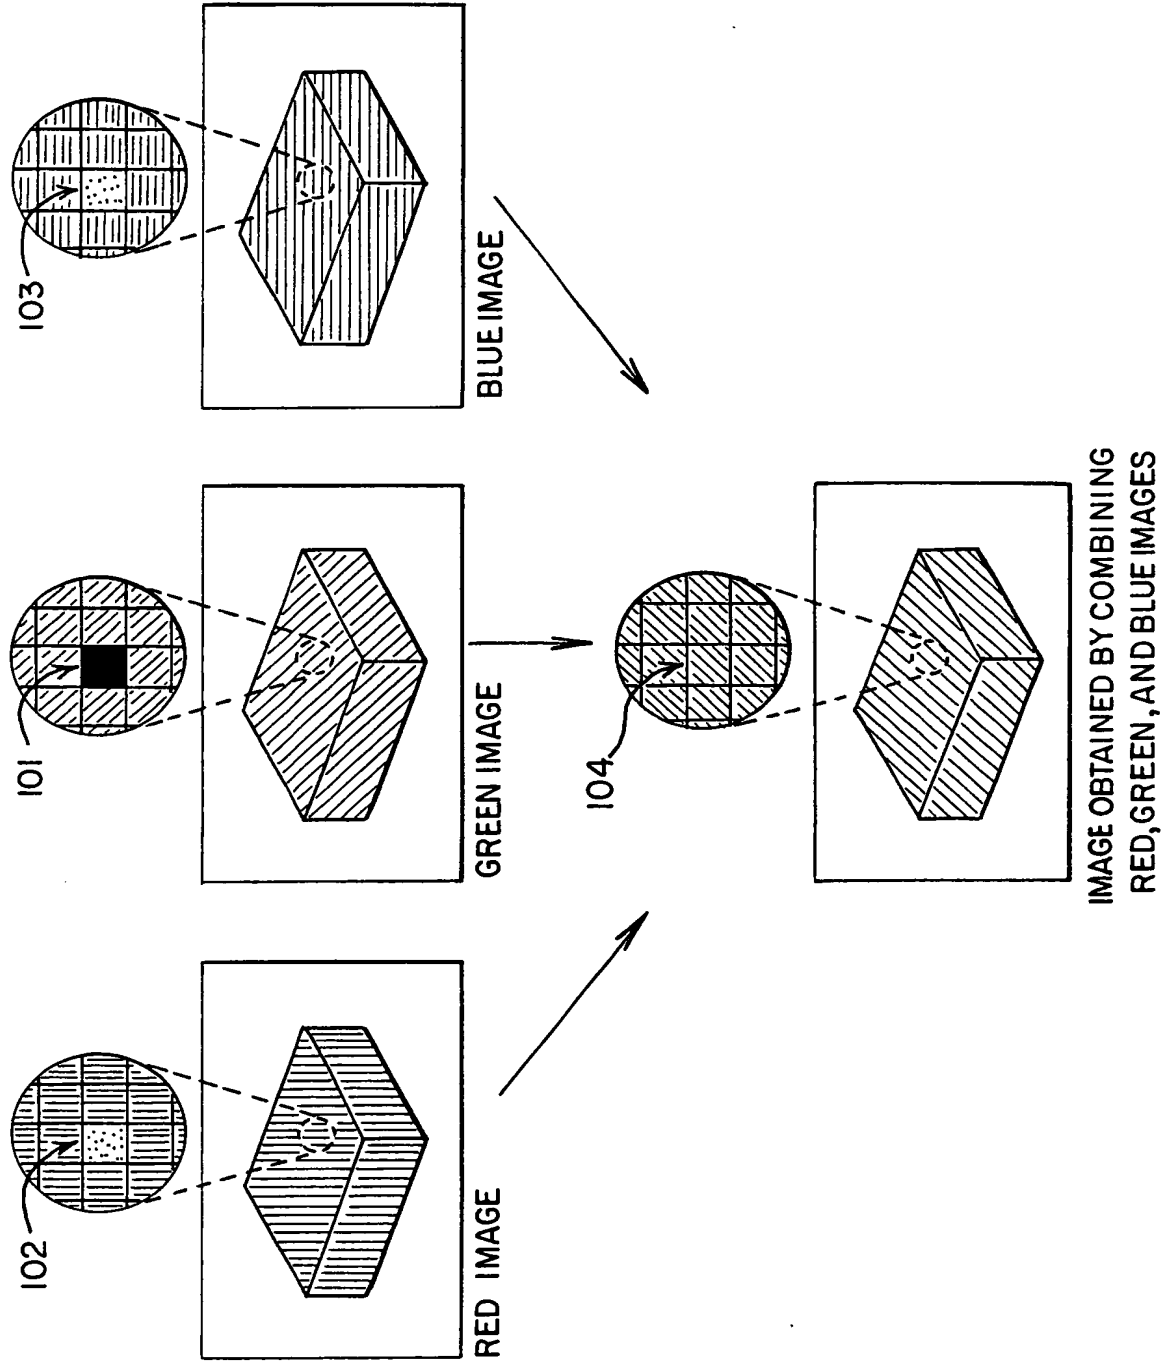 102
101
103
RED IMAGE
GREEN IMAGE
BLUE IMAGE
104
IMAGE OBTAINED BY COMBINING
RED, GREEN, AND BLUE IMAGES